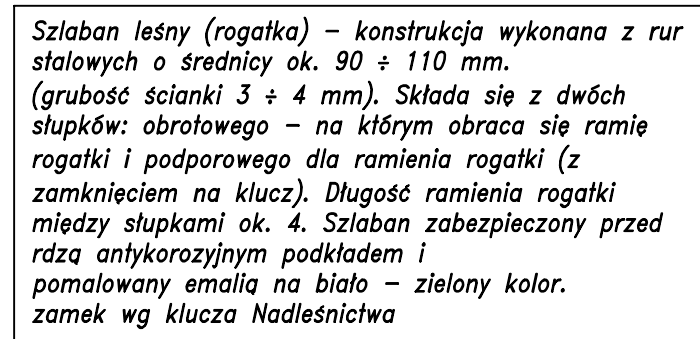 Szlaban leśny (rogatka) – konstrukcja wykonana z rur
stalowych o średnicy ok. 90 ÷ 110 mm.
(grubość ścianki 3 ÷ 4 mm). Składa się z dwóch
słupków: obrotowego – na którym obraca się ramię
rogatki i podporowego dla ramienia rogatki (z
zamknięciem na klucz). Długość ramienia rogatki
między słupkami ok. 4. Szlaban zabezpieczony przed
rdzą antykorozyjnym podkładem i
pomalowany emalią na biało – zielony kolor.
zamek wg klucza Nadleśnictwa